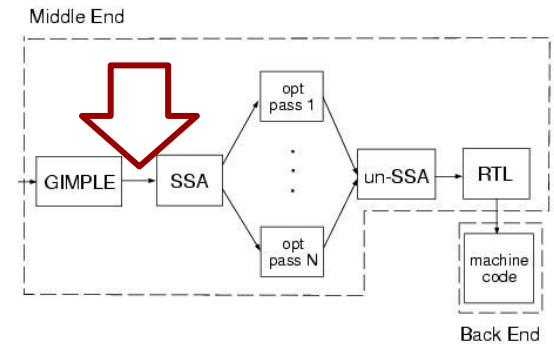 Middle End
opt
pass 1
GIMPLE
SSA
un-SSA
RTL
opt
pass N
machine
code
Back End